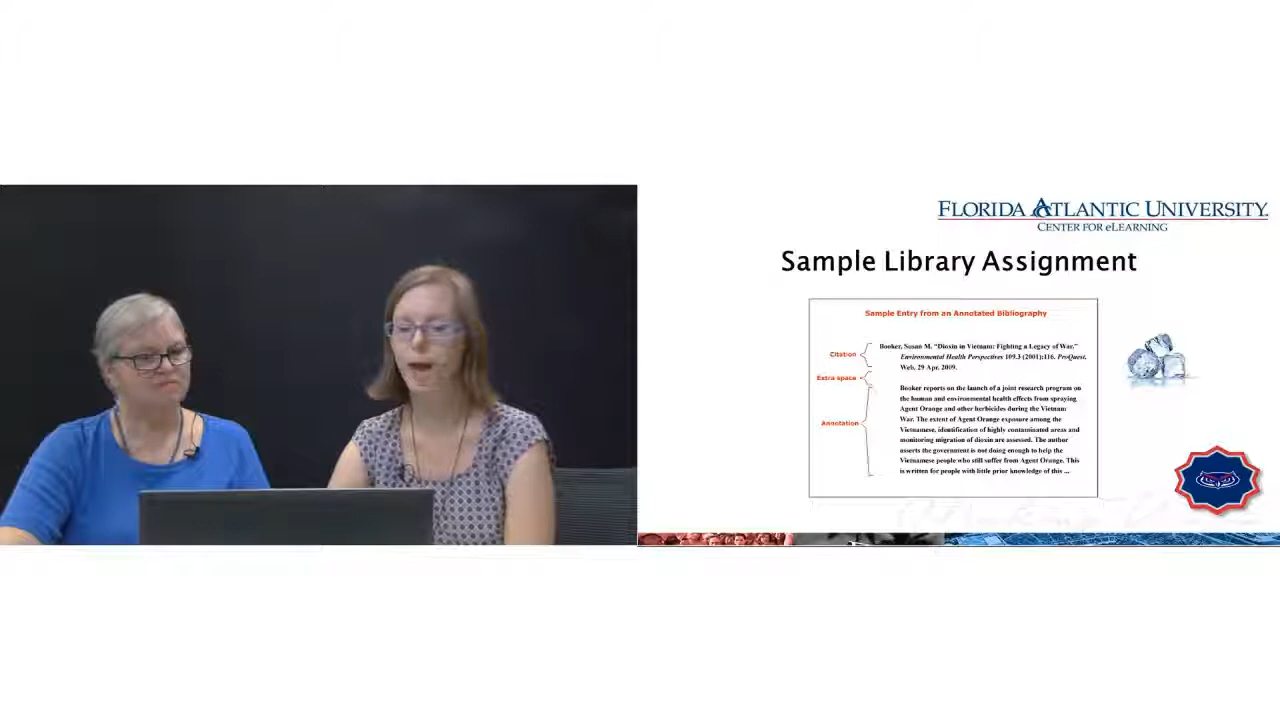 FLORIDA ATLANTIC UNIVERSITY.
CENTER FOR eLEARNING
Sample Library Assignment
Sample Entry from an Annotated Bibliography
Citation
Booker, Susan M. "Dioxin in Vietnam: Fighting a Legacy of War."
Environmental Health Perspectives 109.3 (2001):116. ProQuest.
Web. 29 Apr. 2009.
Extra space
Annotation
Booker reports on the launch of a joint research program on
the human and environmental health effects from spraying
Agent Orange and other herbicides during the Vietnam
War. The extent of Agent Orange exposure among the
Vietnamese, identification of highly contaminated areas and
monitoring migration of dioxin are assessed. The author
asserts the government is not doing enough to help the
Vietnamese people who still suffer from Agent Orange. This
is written for people with little prior knowledge of this ...